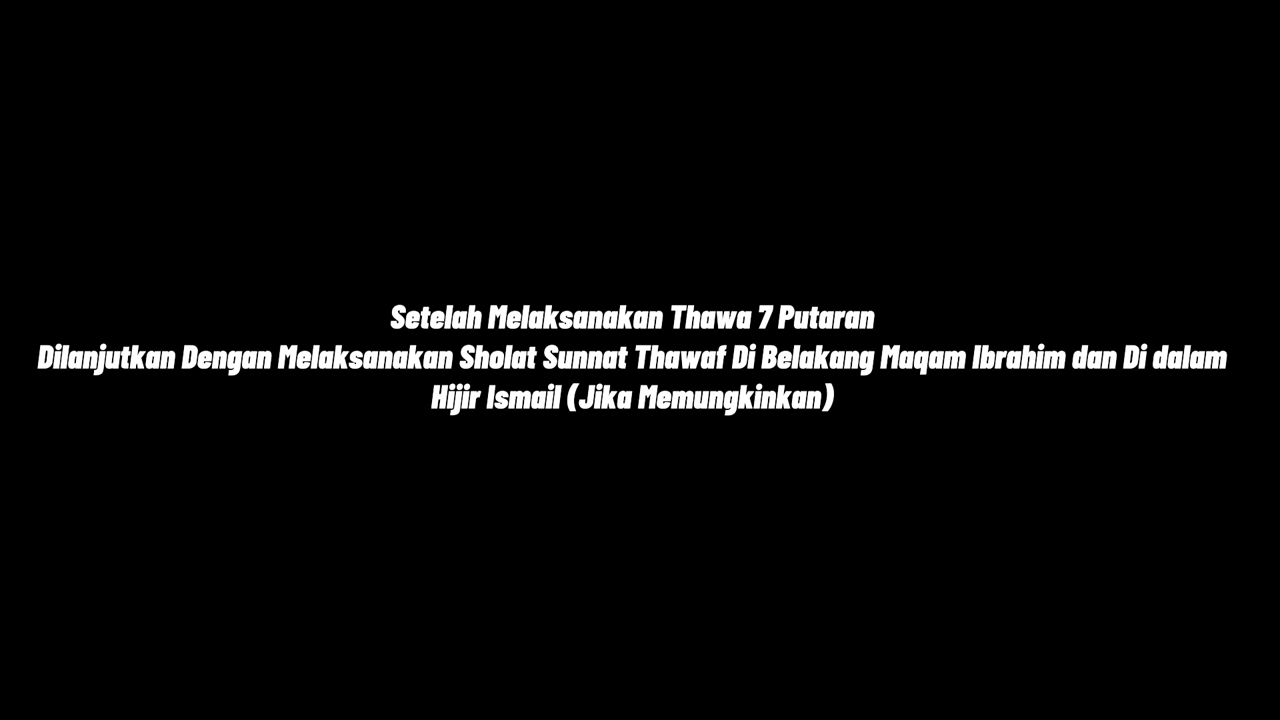 Setelah Melaksanakan Thawa 7 Putaran
Dilanjutkan Dengan Melaksanakan Sholat Sunnat Thawaf Di Belakang Maqam Ibrahim dan Di dalam
Hijir Ismail (Jika Memungkinkan)